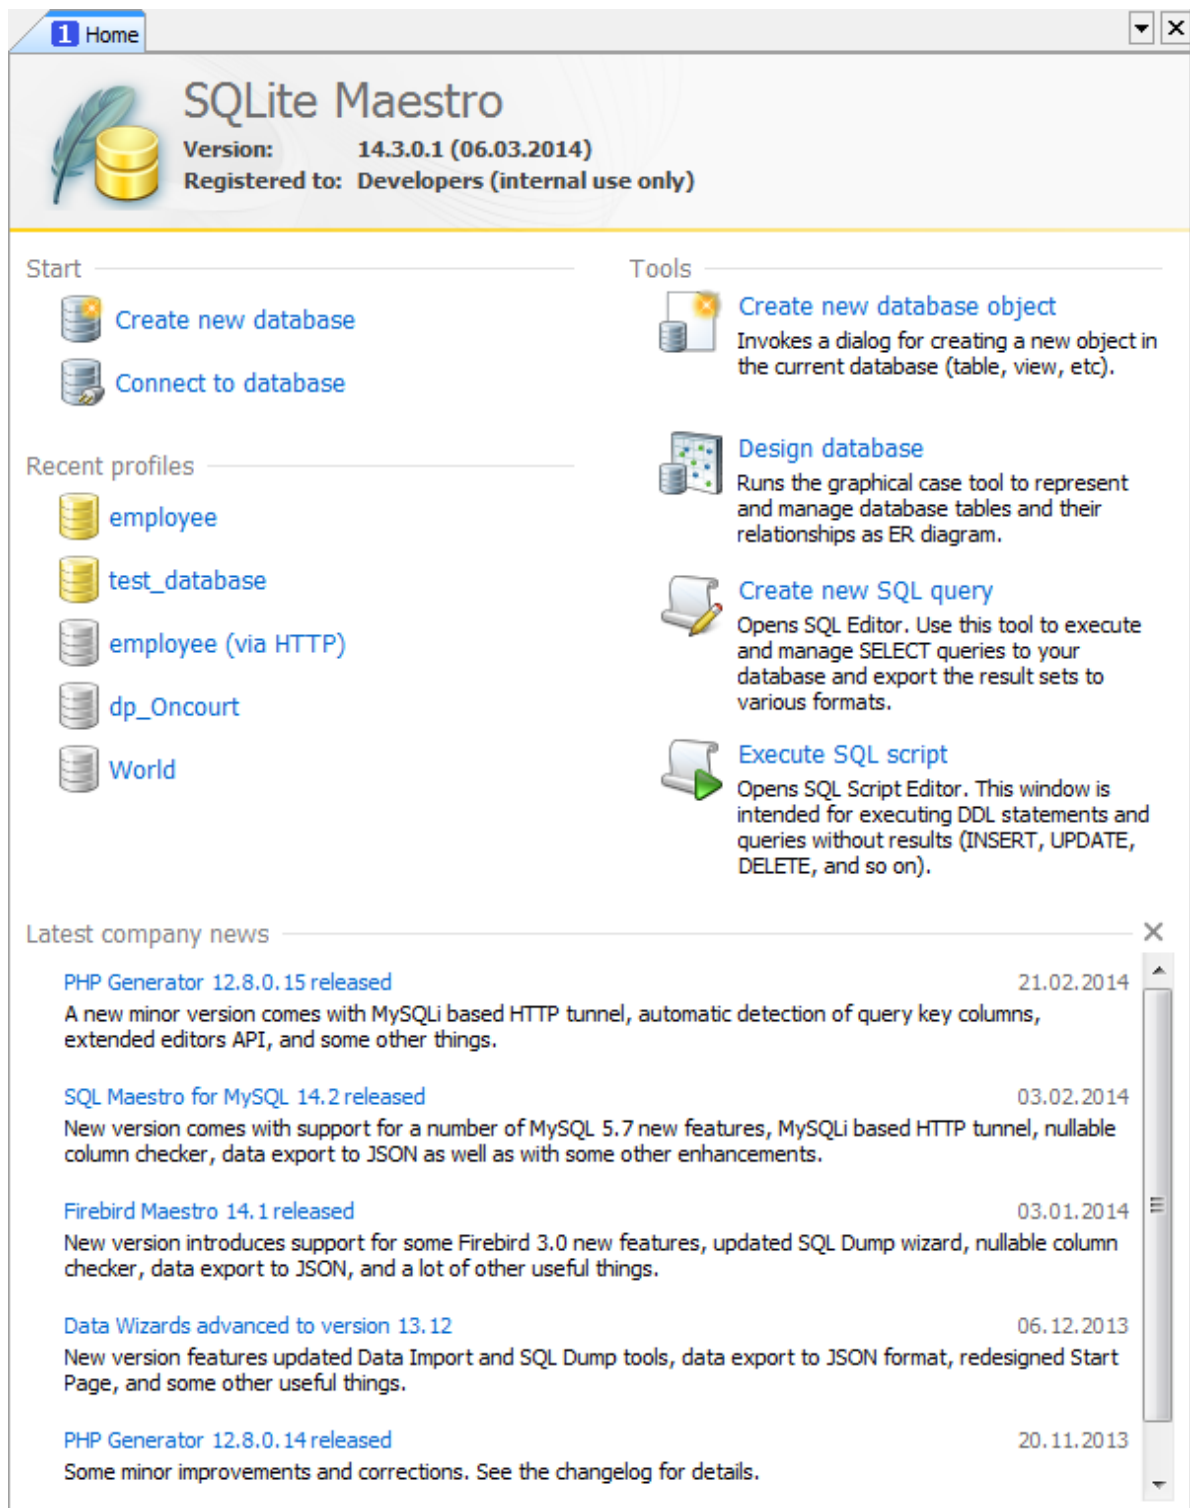 1 Home
SQLite Maestro
Version: 14.3.0.1 (06.03.2014)
Registered to: Developers (internal use only)
Start
Create new database
Connect to database
Recent profiles
employee
test_database
employee (via HTTP)
dp_Oncourt
World
Tools
Create new database object
Invokes a dialog for creating a new object in
the current database (table, view, etc).
Design database
Runs the graphical case tool to represent
and manage database tables and their
relationships as ER diagram.
Create new SQL query
Opens SQL Editor. Use this tool to execute
and manage SELECT queries to your
database and export the result sets to
various formats.
Execute SQL script
Opens SQL Script Editor. This window is
intended for executing DDL statements and
queries without results (INSERT, UPDATE,
DELETE, and so on).
Latest company news
PHP Generator 12.8.0.15 released 21.02.2014
A new minor version comes with MySQLi based HTTP tunnel, automatic detection of query key columns,
extended editors API, and some other things.
SQL Maestro for MySQL 14.2 released 03.02.2014
New version comes with support for a number of MySQL 5.7 new features, MySQLi based HTTP tunnel, nullable
column checker, data export to JSON as well as with some other enhancements.
Firebird Maestro 14.1 released 03.01.2014
New version introduces support for some Firebird 3.0 new features, updated SQL Dump wizard, nullable column
checker, data export to JSON, and a lot of other useful things.
Data Wizards advanced to version 13.12 06.12.2013
New version features updated Data Import and SQL Dump tools, data export to JSON format, redesigned Start
Page, and some other useful things.
PHP Generator 12.8.0.14 released 20.11.2013
Some minor improvements and corrections. See the changelog for details.